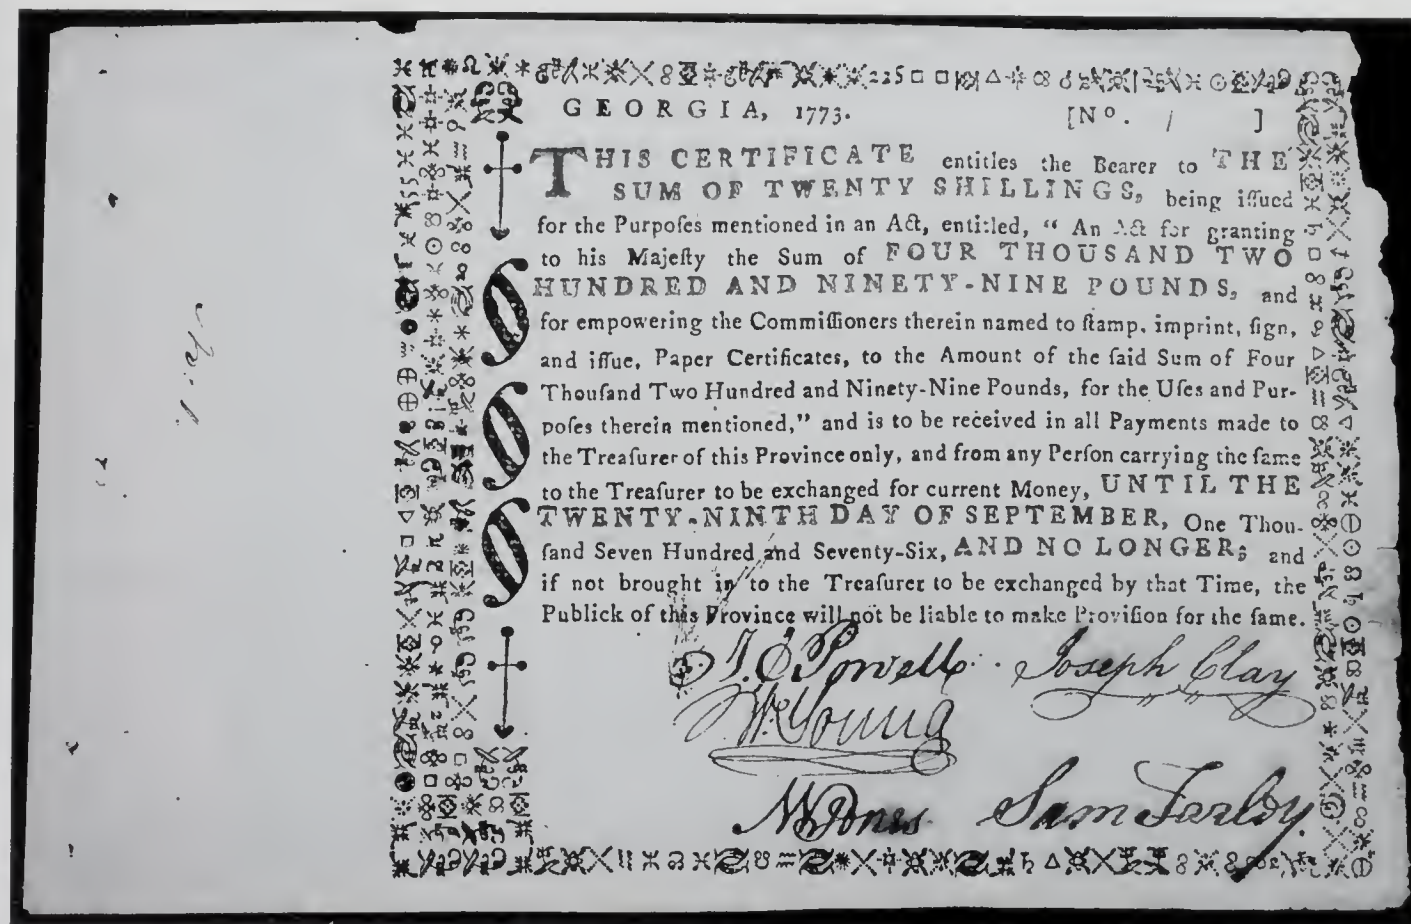 GEORGIA, 1773. [No. 1 ]
THIS CERTIFICATE entitles the Bearer to THE
SUM OF TWENTY SHILLINGS, being iſſued
for the Purpoſes mentioned in an Act, entitled, “ An Act for granting
to his Majeſty the Sum of FOUR THOUSAND TWO
HUNDRED AND NINETY-NINE POUNDS, and
for empowering the Commiſſioners therein named to ſtamp, imprint, ſign,
and iſſue, Paper Certificates, to the Amount of the ſaid Sum of Four
Thouſand Two Hundred and Ninety-Nine Pounds, for the Uſes and Pur-
poſes therein mentioned,” and is to be received in all Payments made to
the Treaſurer of this Province only, and from any Perſon carrying the ſame
to the Treaſurer to be exchanged for current Money, UNTIL THE
TWENTY-NINTH DAY OF SEPTEMBER, One Thou-
ſand Seven Hundred and Seventy-Six, AND NO LONGER; and
if not brought in to the Treaſurer to be exchanged by that Time, the
Publick of this Province will not be liable to make Proviſion for the ſame.
J. E Powell Joseph Clay
Wm Young
N W Jones Sam Farley